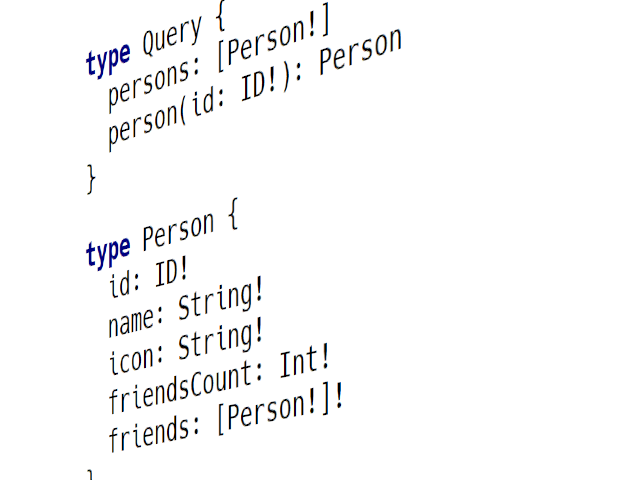 type Query {
  persons: [Person!]
  person(id: ID!): Person
}
type Person {
  id: ID!
  name: String!
  icon: String!
  friendsCount: Int!
  friends: [Person!]!
}